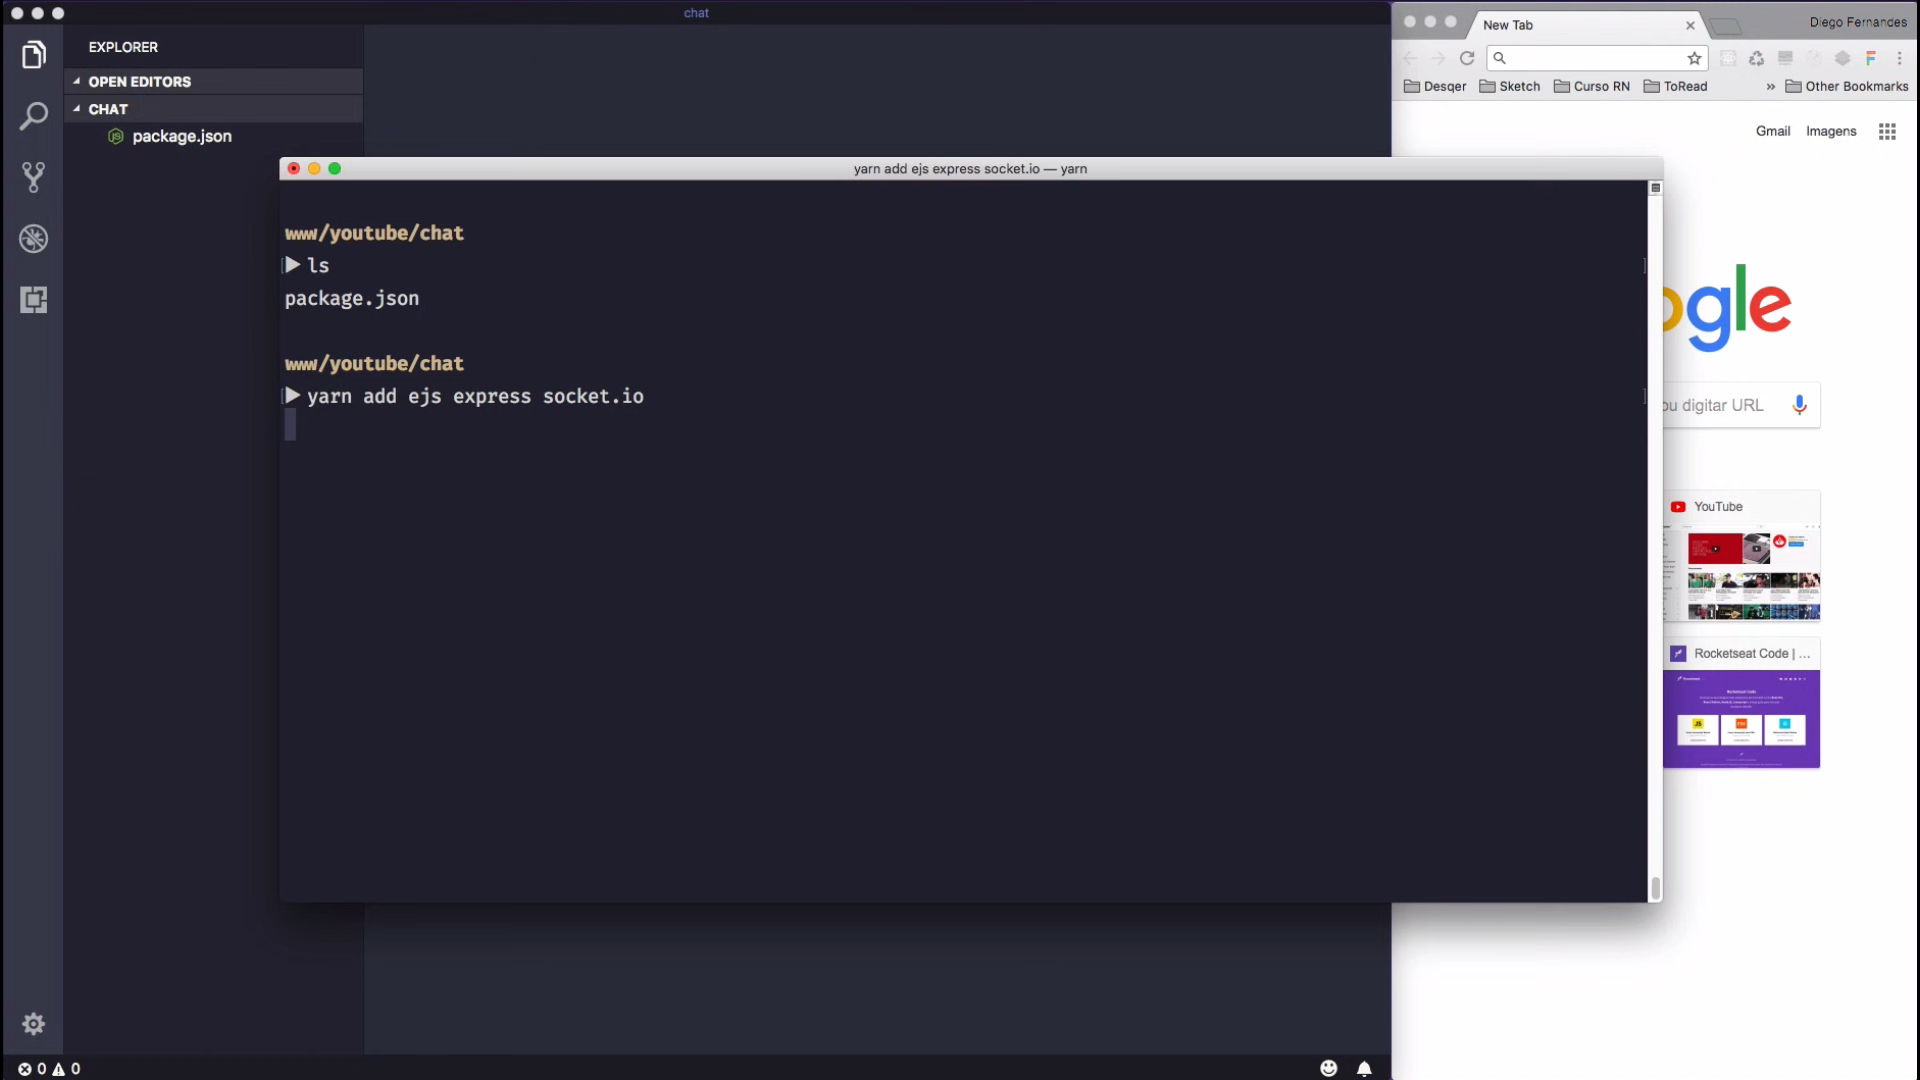 chat
EXPLORER
OPEN EDITORS
CHAT
package.json
yarn add ejs express socket.io — yarn
www/youtube/chat
ls
package.json
www/youtube/chat
yarn add ejs express socket.io
0 0
New Tab
Diego Fernandes
Desqer Sketch Curso RN ToRead » Other Bookmarks
Gmail Imagens
ogle
ou digitar URL
YouTube
Rocketseat Code | ...